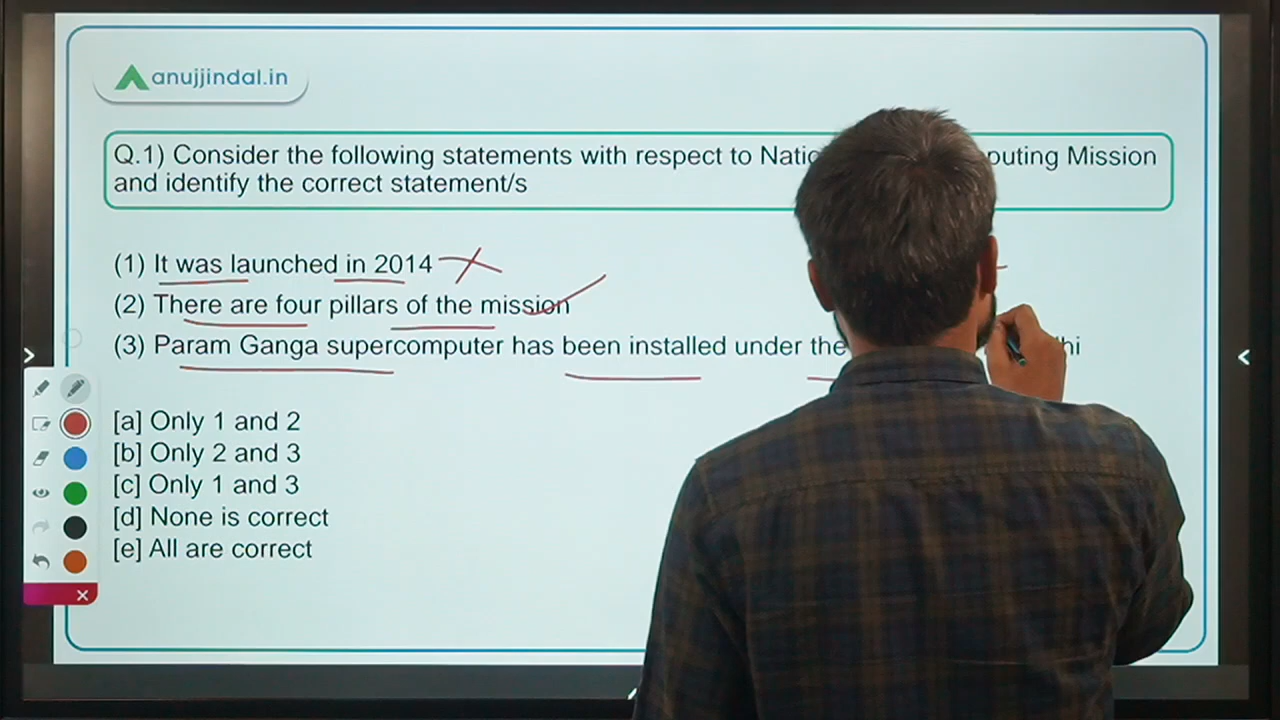 anujjindal.in
Q.1) Consider the following statements with respect to Mission
and identify the correct statement/s
(1) It was launched in 2014
(2) There are four pillars of the mission
(3) Param Ganga supercomputer has been installed under the
[a] Only 1 and 2
[b] Only 2 and 3
[c] Only 1 and 3
[d] None is correct
[e] All are correct